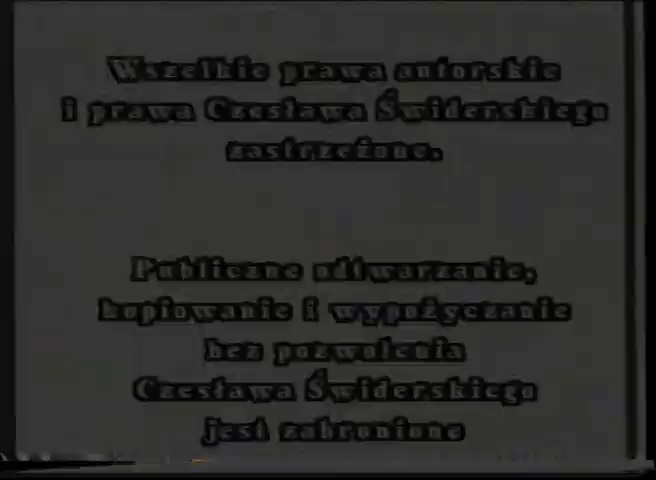 Wszelkie prawa autorskie
i prawa Czesława Świderskiego
zastrzeżone.
Publiczne odtwarzanie,
kopiowanie i wypożyczanie
bez pozwolenia
Czesława Świderskiego
jest zabronione